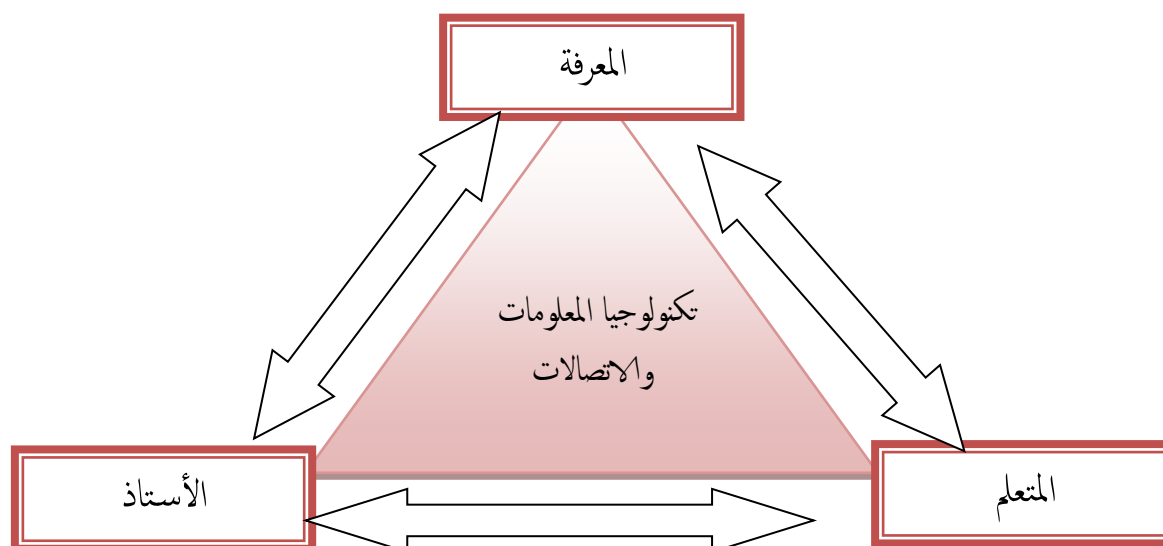 المعرفة
تكنولوجيا المعلومات
والاتصالات
المتعلم
الأستاذ